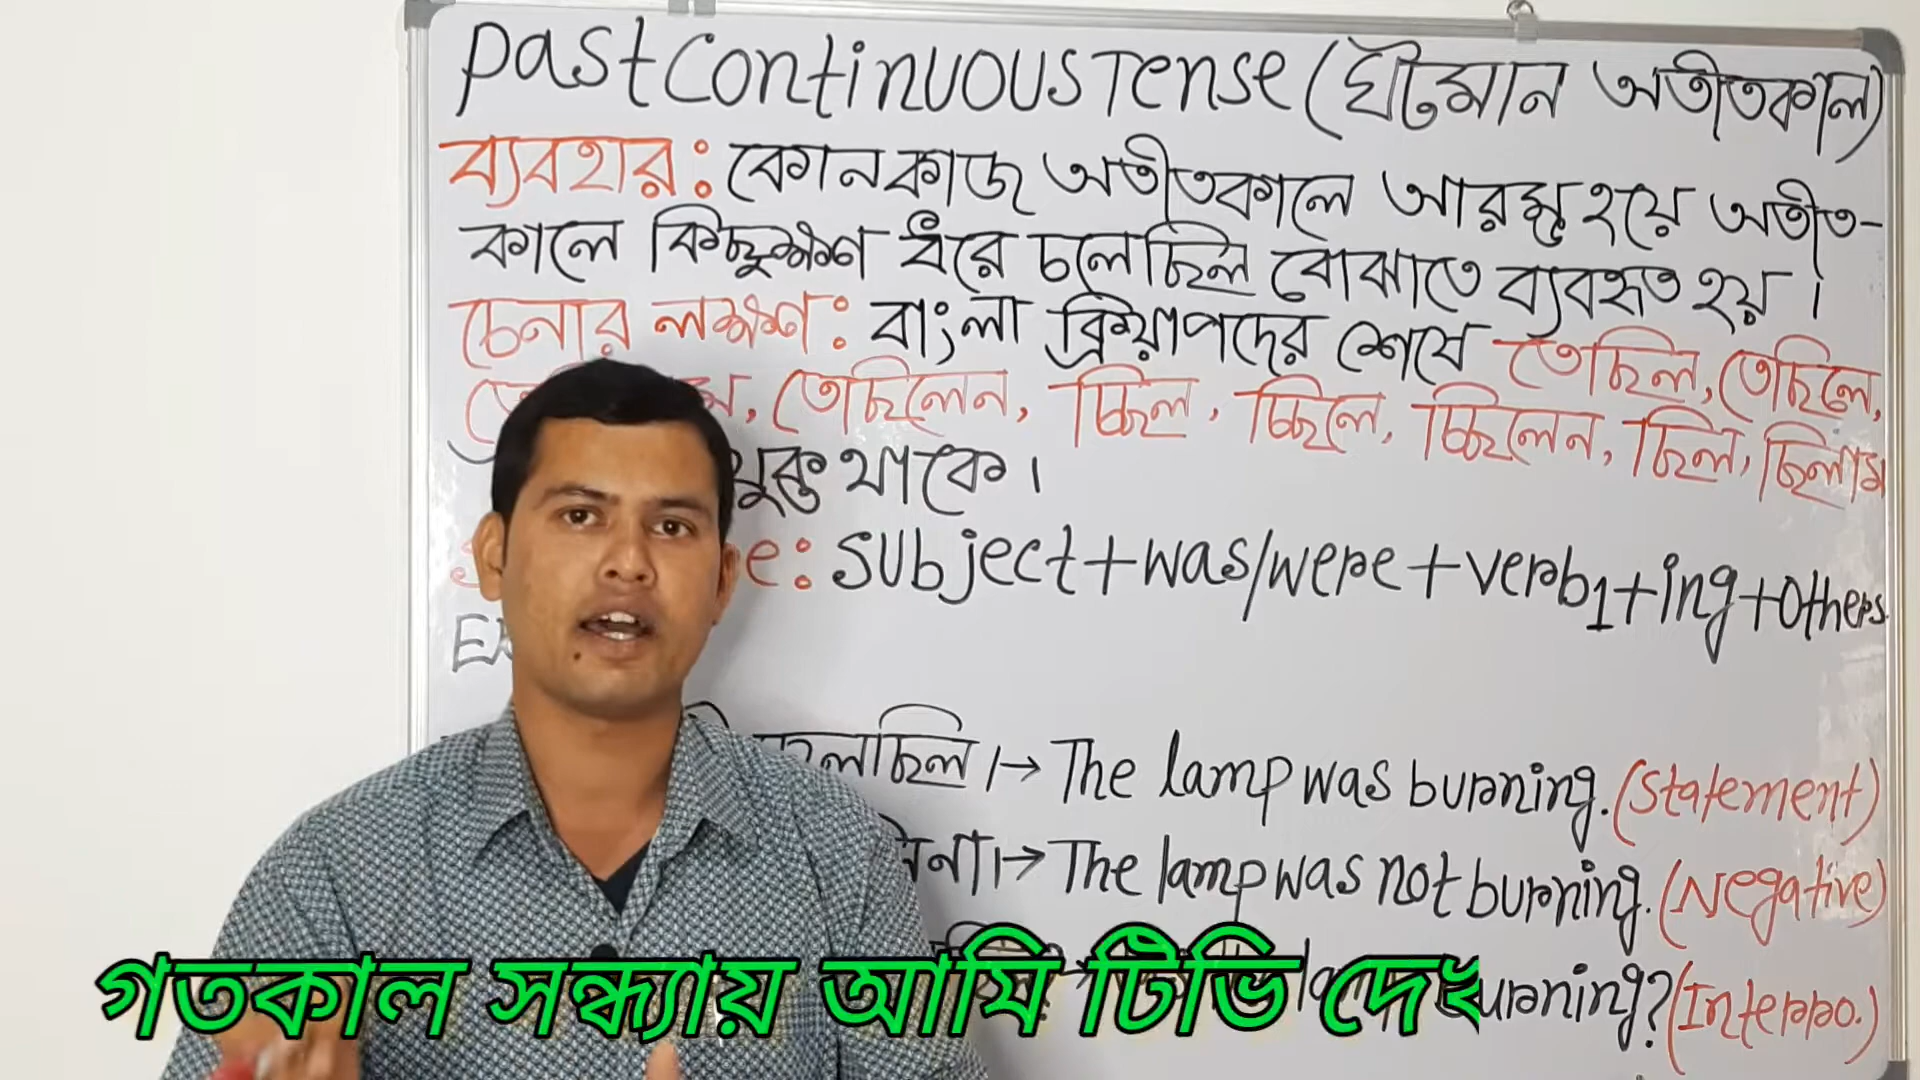 Past Continuous Tense (ঘটমান অতীতকাল)
ব্যবহার: কোন কাজ অতীতকালে আরম্ভ হয়ে অতীত-
কালে কিছুক্ষণ ধরে চলেছিল বোঝাতে ব্যবহৃত হয়।
চেনার লক্ষণ: বাংলা ক্রিয়াপদের শেষে তেছিল, তেছিলে,
তেছিলেন, চ্ছিল, চ্ছিলে, চ্ছিলেন, ছিল, ছিলাম
যুক্ত থাকে।
Subject + was/were + verb1 + ing + Others.
→ The lamp was burning. (Statement)
→ The lamp was not burning. (Negative)
burning? (Interro.)
গতকাল সন্ধ্যায় আমি টিভি দেখ